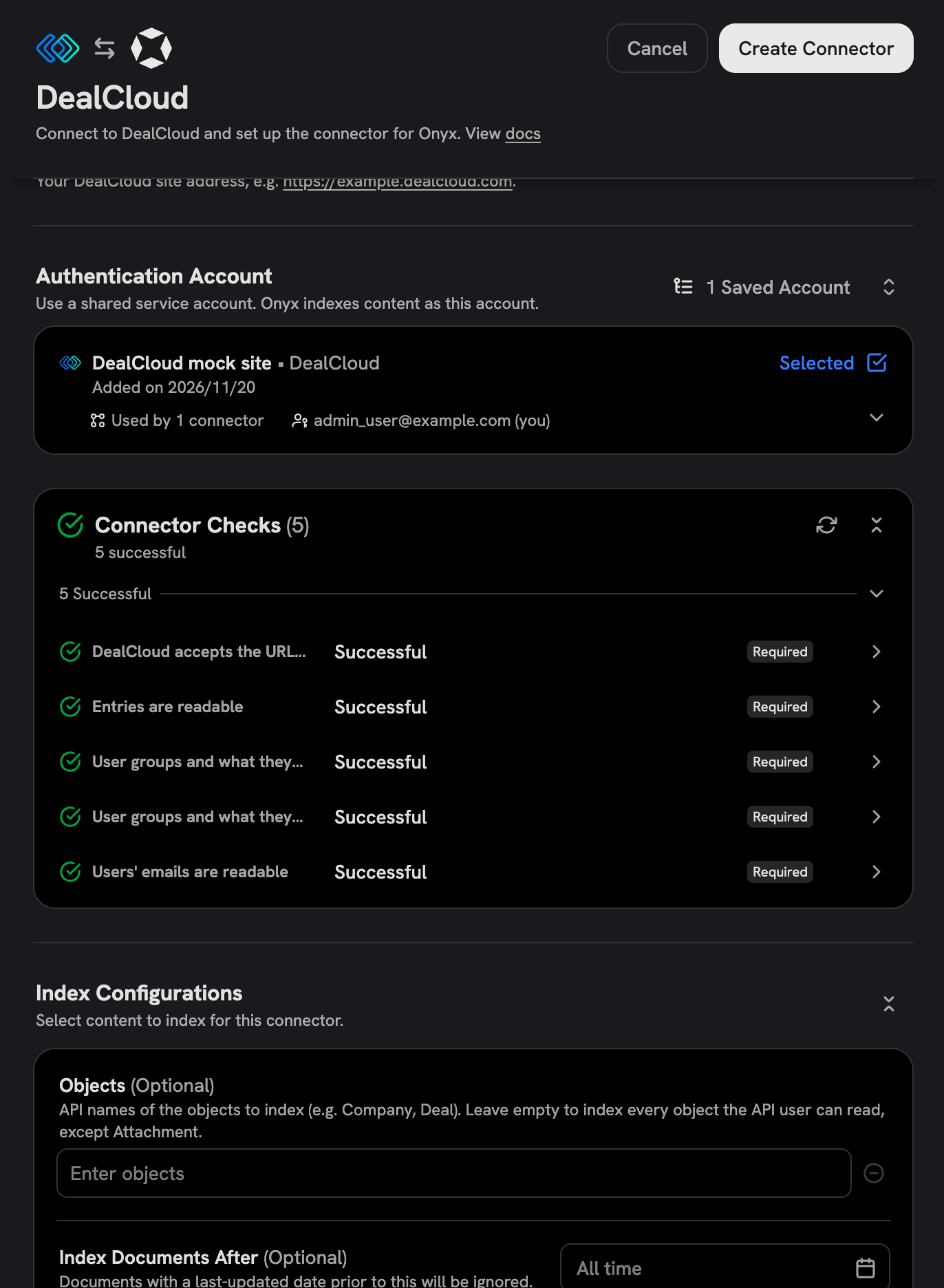 Cancel
Create Connector
DealCloud
Connect to DealCloud and set up the connector for Onyx. View docs
Your DealCloud site address, e.g. https://example.dealcloud.com.
Authentication Account
Use a shared service account. Onyx indexes content as this account.
1 Saved Account
DealCloud mock site ▪ DealCloud
Selected
Added on 2026/11/20
Used by 1 connector admin_user@example.com (you)
Connector Checks (5)
5 successful
5 Successful
DealCloud accepts the URL... Successful Required
Entries are readable Successful Required
User groups and what they... Successful Required
User groups and what they... Successful Required
Users' emails are readable Successful Required
Index Configurations
Select content to index for this connector.
Objects (Optional)
API names of the objects to index (e.g. Company, Deal). Leave empty to index every object the API user can read,
except Attachment.
Enter objects
Index Documents After (Optional)
All time
Documents with a last-updated date prior to this will be ignored.